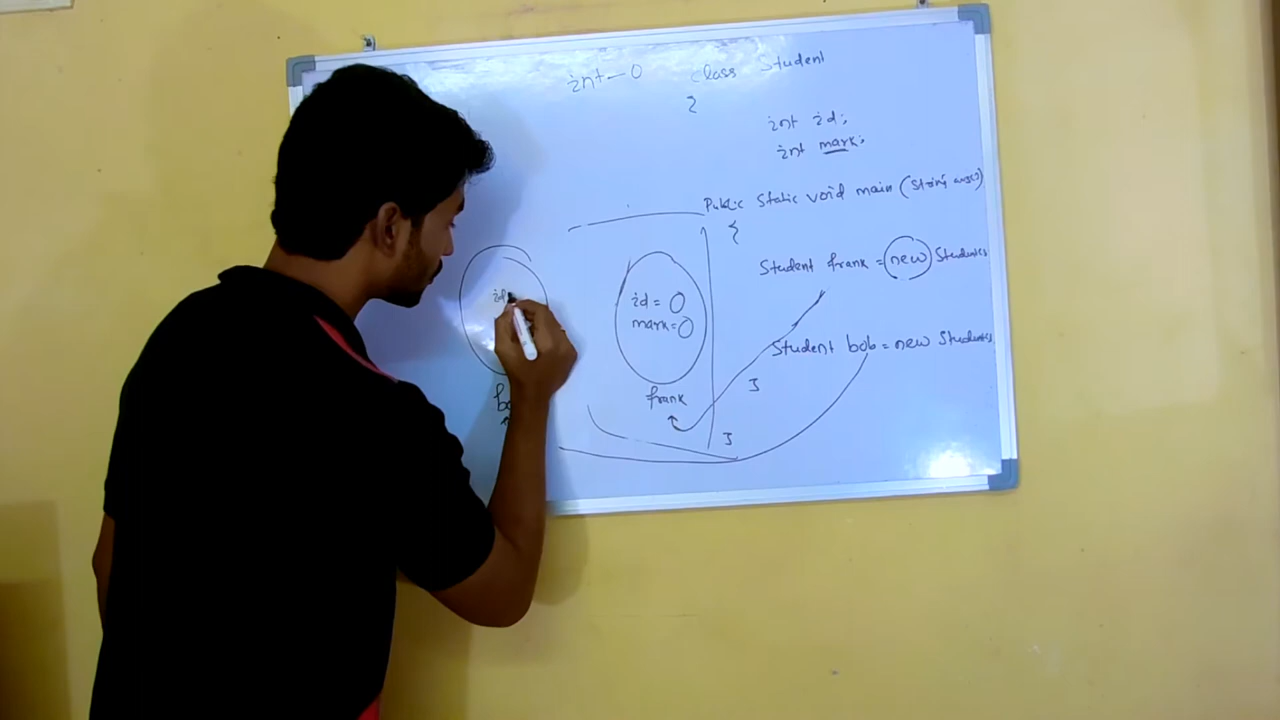 int - 0
class Student
{
int id;
int mark;
Public static void main (String args[])
{
Student frank = new Student();
Student bob = new Student();
}
}
id = 0
mark = 0
frank
id